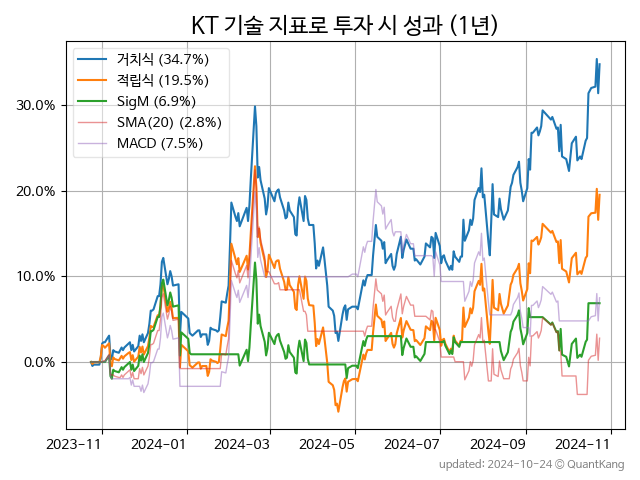 KT 기술 지표로 투자 시 성과 (1년)
거치식 (34.7%)
적립식 (19.5%)
SigM (6.9%)
SMA(20) (2.8%)
MACD (7.5%)
30.0%
20.0%
10.0%
0.0%
2023-11 2024-01 2024-03 2024-05 2024-07 2024-09 2024-11
updated: 2024-10-24 © QuantKang